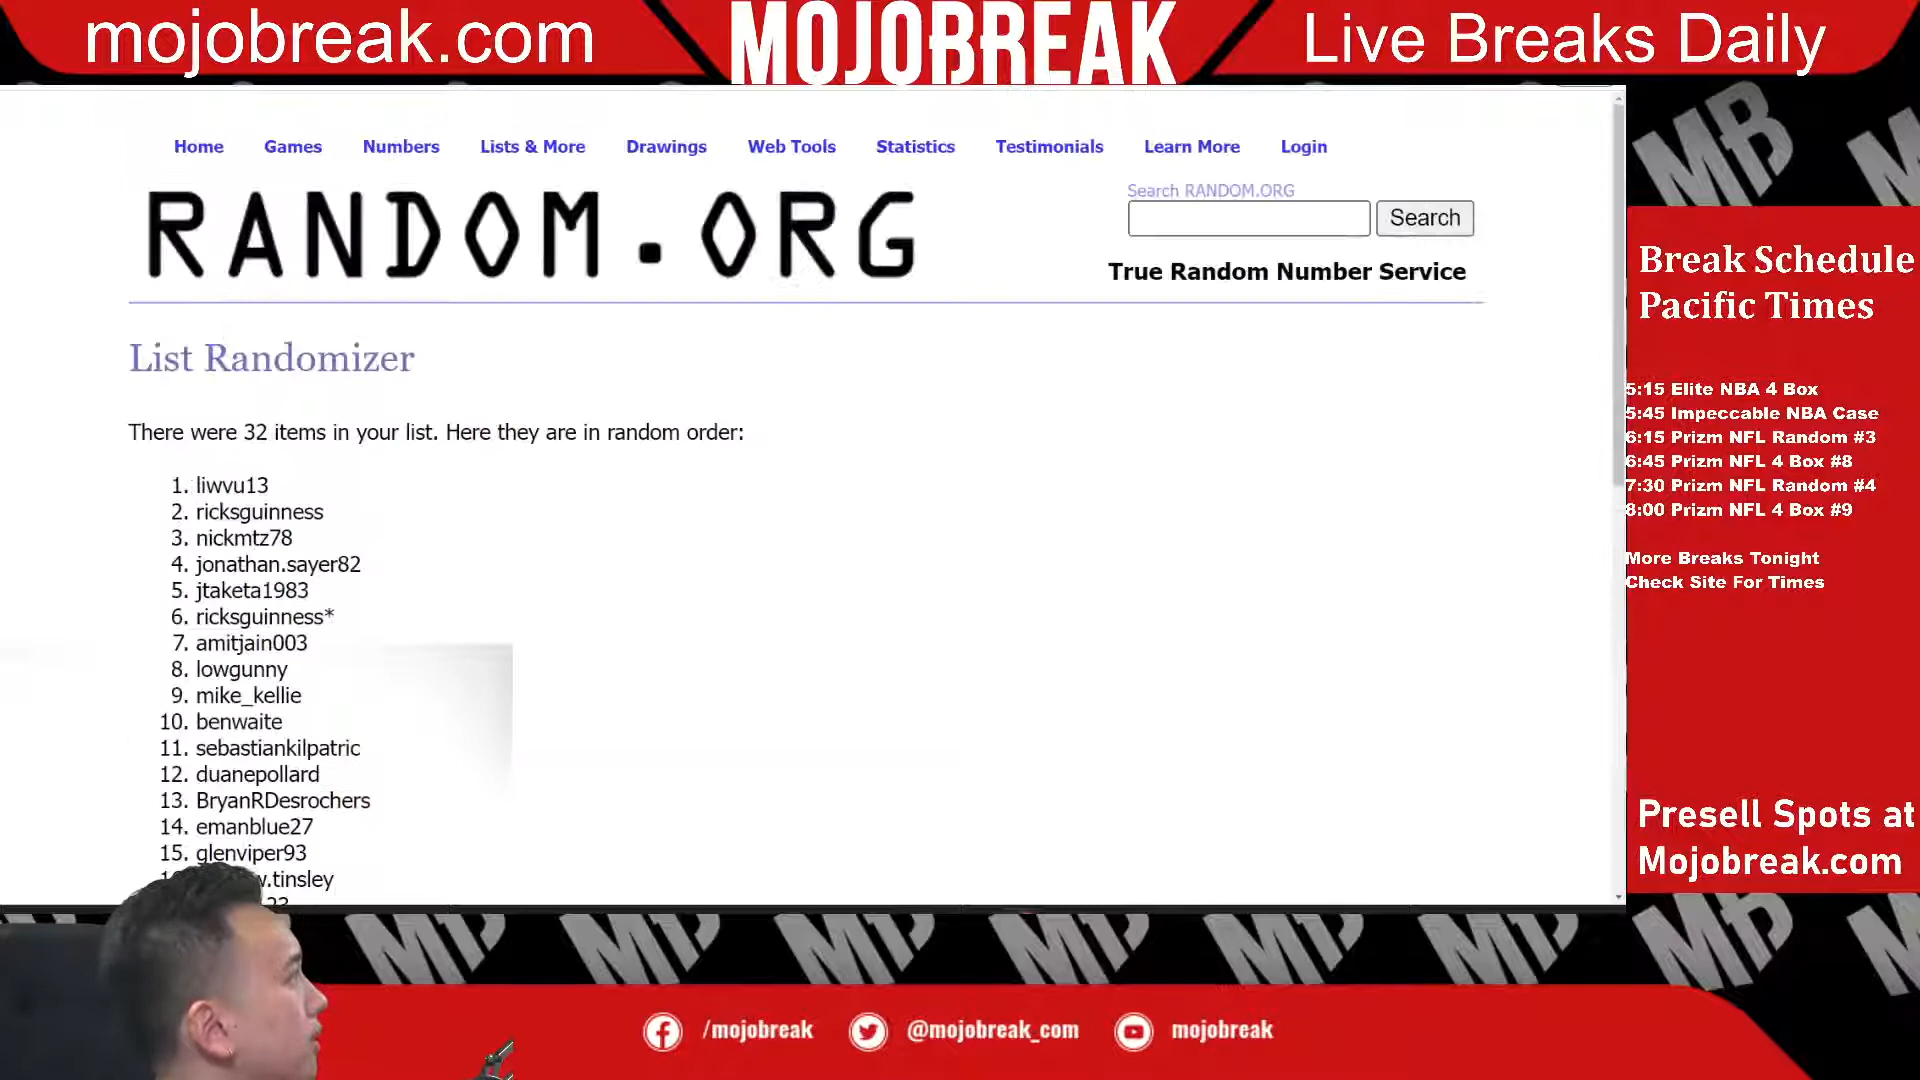 mojobreak.com
MOJOBREAK
Live Breaks Daily
Home Games Numbers Lists & More Drawings Web Tools Statistics Testimonials Learn More Login
RANDOM.ORG
Search RANDOM.ORG
Search
True Random Number Service
List Randomizer
There were 32 items in your list. Here they are in random order:
1. liwvu13
2. ricksguinness
3. nickmtz78
4. jonathan.sayer82
5. jtaketa1983
6. ricksguinness*
7. amitjain003
8. lowgunny
9. mike_kellie
10. benwaite
11. sebastiankilpatric
12. duanepollard
13. BryanRDesrochers
14. emanblue27
15. glenviper93
Break Schedule
Pacific Times
5:15 Elite NBA 4 Box
5:45 Impeccable NBA Case
6:15 Prizm NFL Random #3
6:45 Prizm NFL 4 Box #8
7:30 Prizm NFL Random #4
8:00 Prizm NFL 4 Box #9
More Breaks Tonight
Check Site For Times
Presell Spots at
Mojobreak.com
MB
/mojobreak @mojobreak_com mojobreak